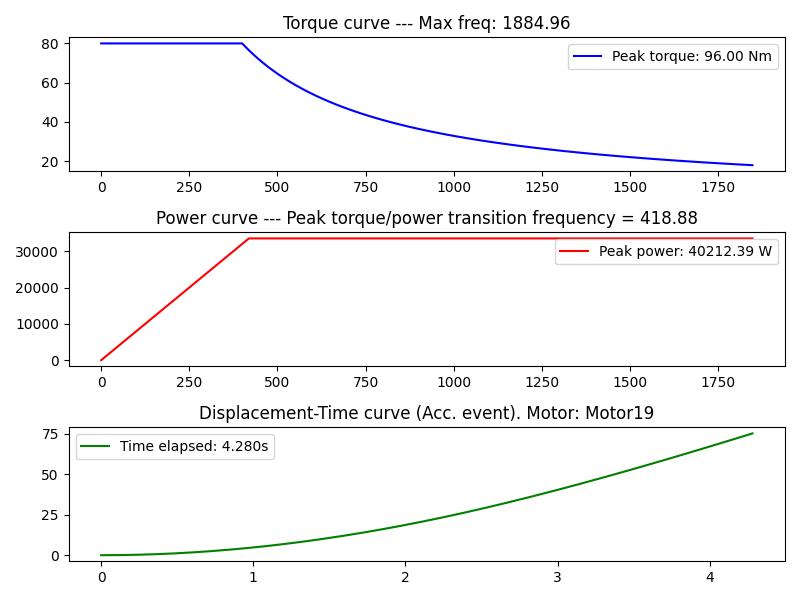 Torque curve --- Max freq: 1884.96
80
60
40
20
Peak torque: 96.00 Nm
0 250 500 750 1000 1250 1500 1750
Power curve --- Peak torque/power transition frequency = 418.88
30000
20000
10000
0
Peak power: 40212.39 W
0 250 500 750 1000 1250 1500 1750
Displacement-Time curve (Acc. event). Motor: Motor19
75
50
25
0
Time elapsed: 4.280s
0 1 2 3 4